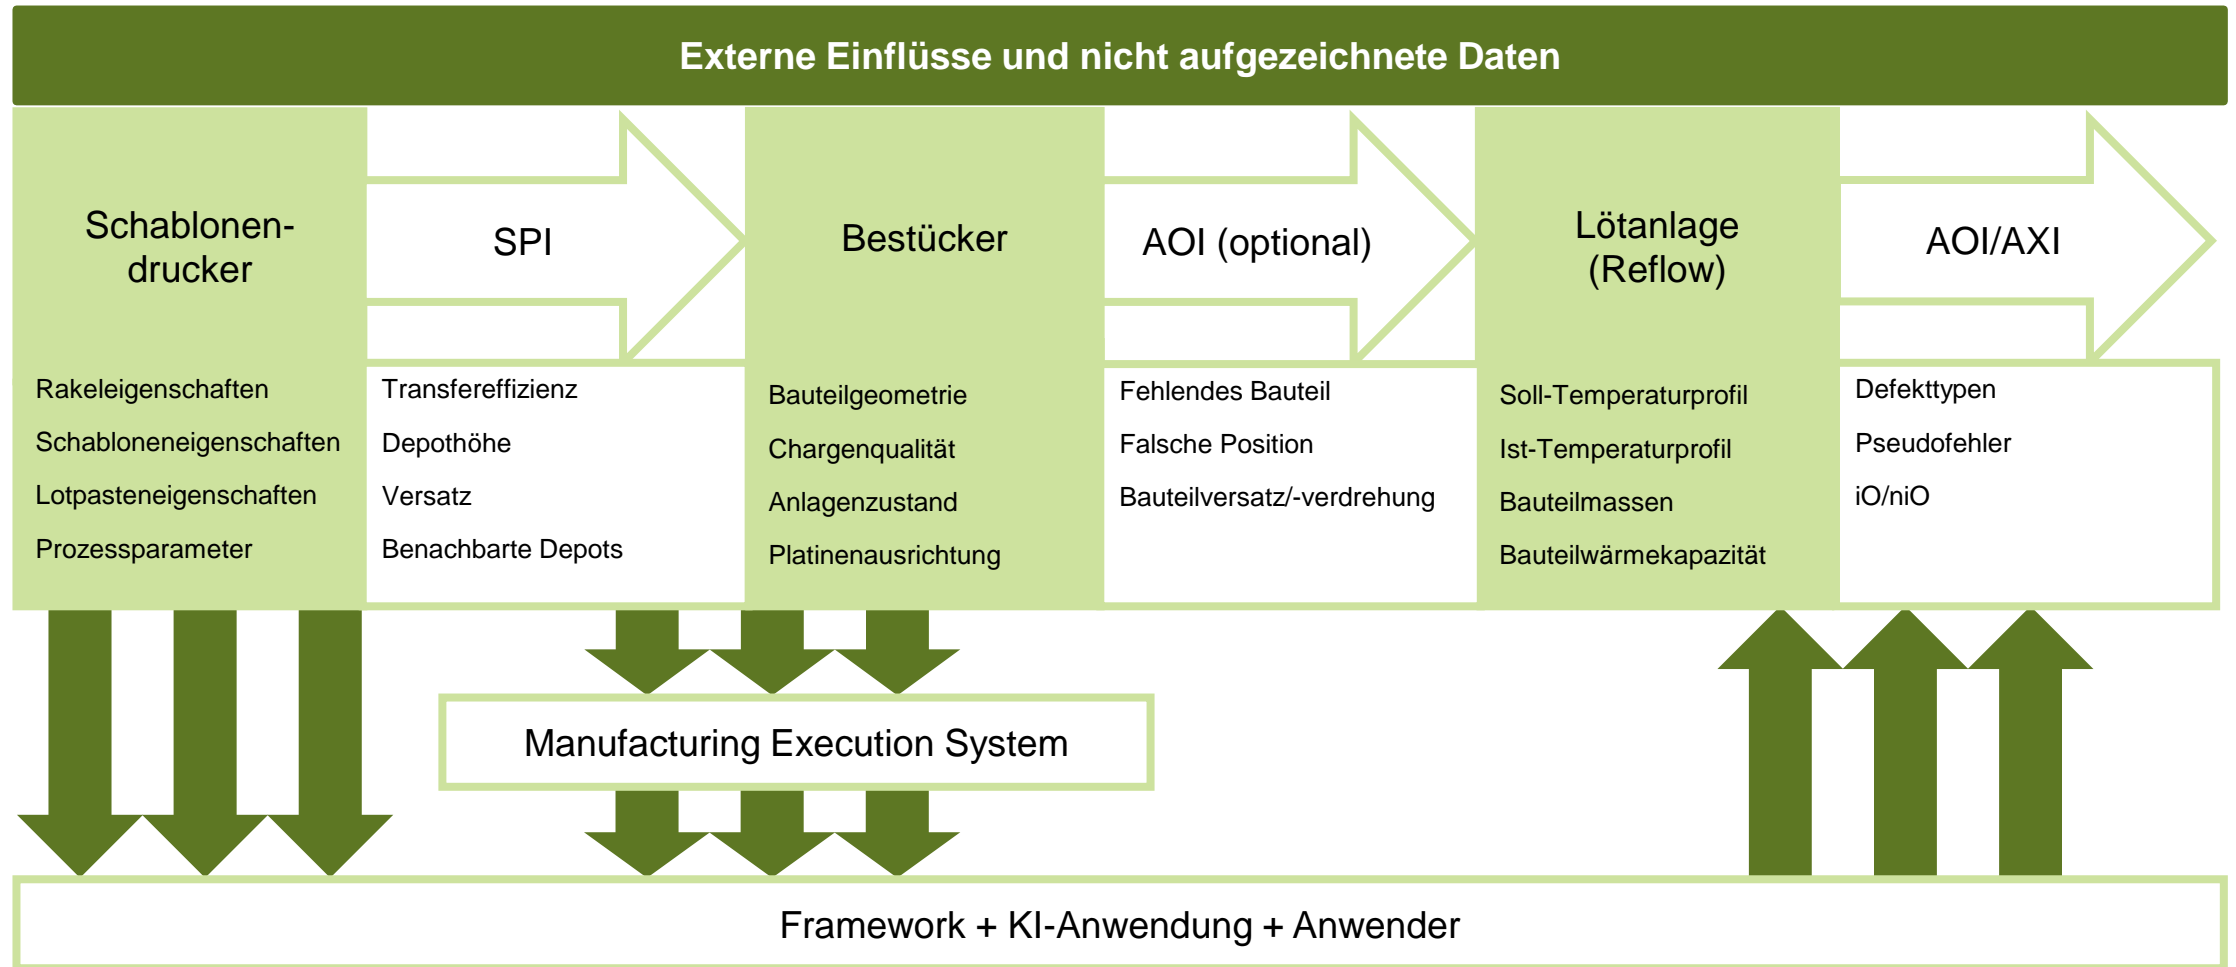 Externe Einflüsse und nicht aufgezeichnete Daten
Schablonen-
drucker
SPI
Bestücker
AOI (optional)
Lötanlage
(Reflow)
AOI/AXI
Rakeleigenschaften
Schabloneneigenschaften
Lotpasteneigenschaften
Prozessparameter
Transfereffizienz
Depothöhe
Versatz
Benachbarte Depots
Bauteilgeometrie
Chargenqualität
Anlagenzustand
Platinenausrichtung
Fehlendes Bauteil
Falsche Position
Bauteilversatz/-verdrehung
Soll-Temperaturprofil
Ist-Temperaturprofil
Bauteilmassen
Bauteilwärmekapazität
Defekttypen
Pseudofehler
iO/niO
Manufacturing Execution System
Framework + KI-Anwendung + Anwender